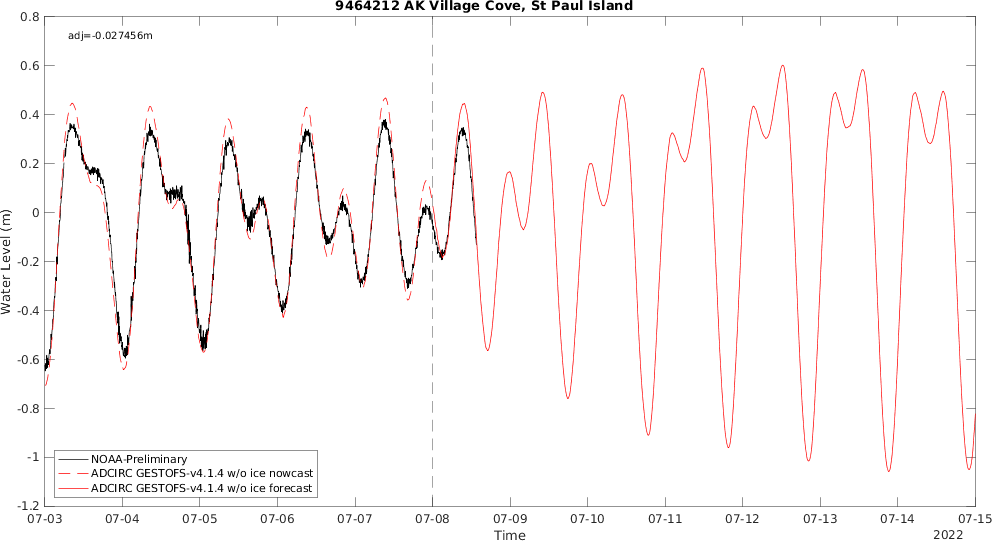 9464212 AK Village Cove, St Paul Island
adj=-0.027456m
0.8
0.6
0.4
0.2
0
-0.2
-0.4
-0.6
-0.8
-1
-1.2
Water Level (m)
NOAA-Preliminary
ADCIRC GESTOFS-v4.1.4 w/o ice nowcast
ADCIRC GESTOFS-v4.1.4 w/o ice forecast
07-03 07-04 07-05 07-06 07-07 07-08 07-09 07-10 07-11 07-12 07-13 07-14 07-15
Time
2022